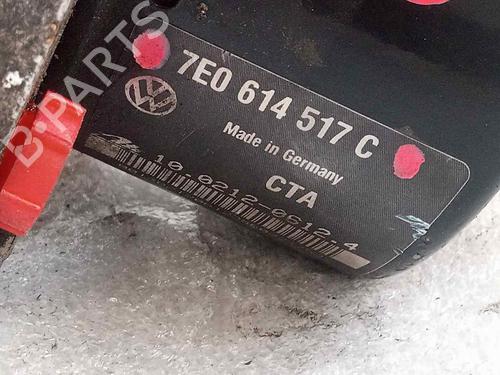 7E0 614 517 C
Made in Germany
CTA
10.0212-0612.4
B-PARTS